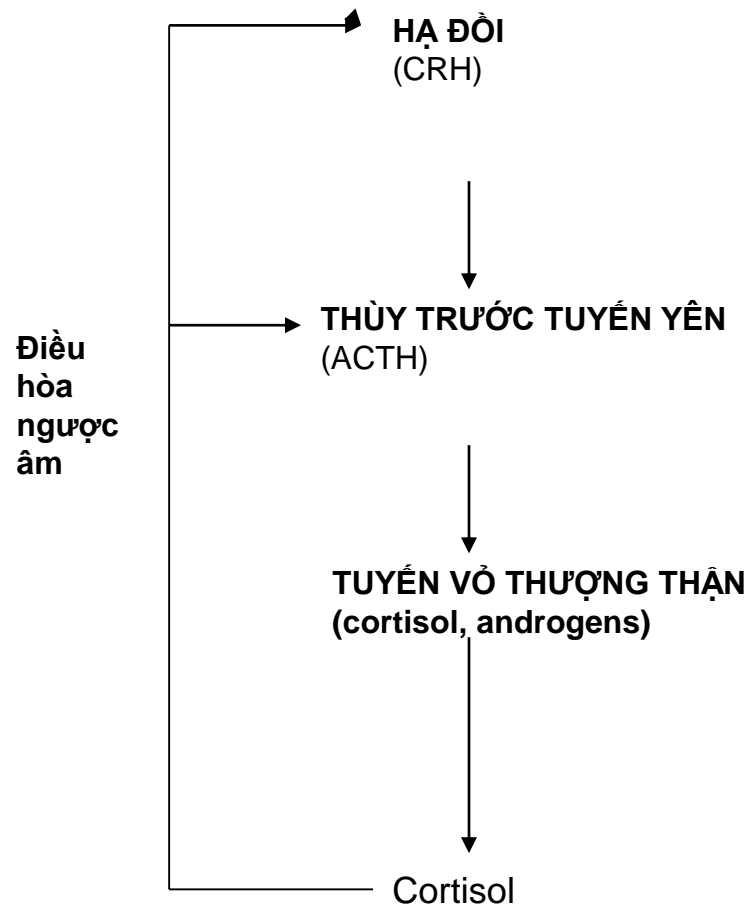 HẠ ĐỒI
(CRH)
THÙY TRƯỚC TUYẾN YÊN
(ACTH)
Điều
hòa
ngược
âm
TUYẾN VỎ THƯỢNG THẬN
(cortisol, androgens)
Cortisol